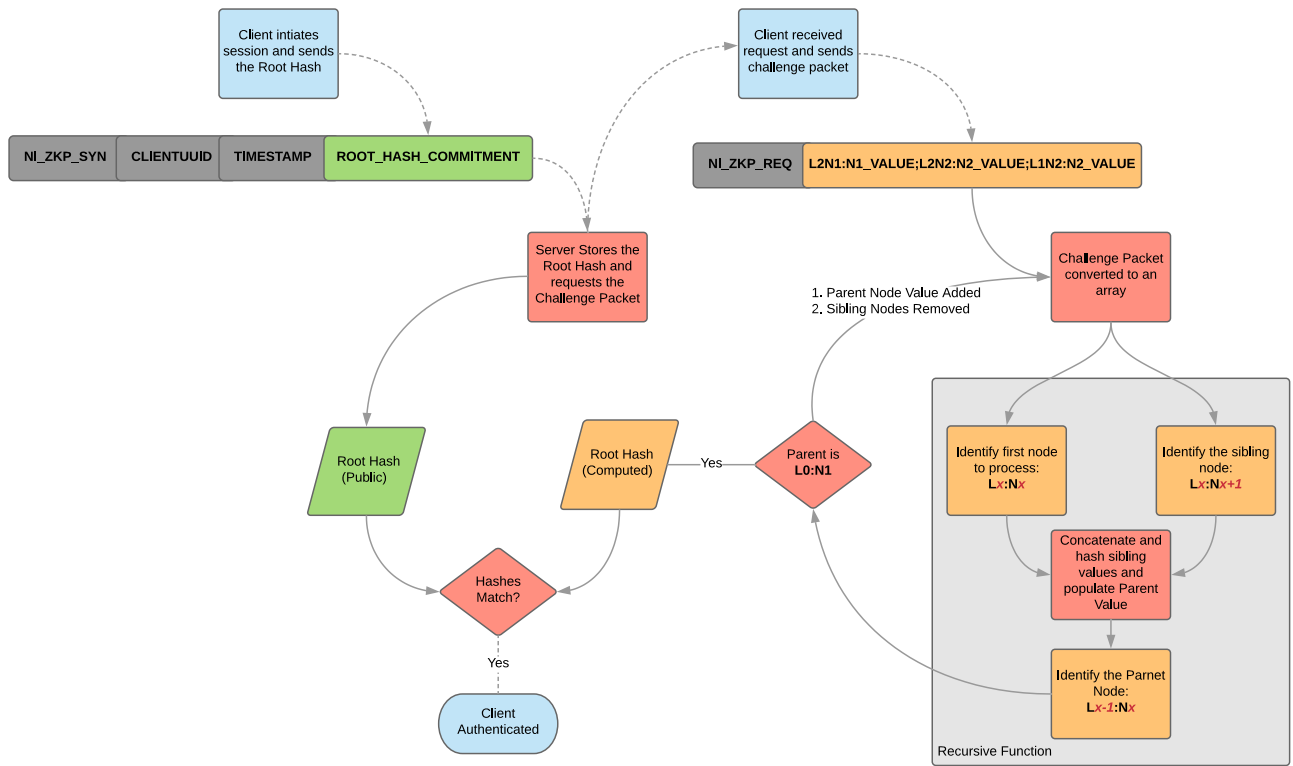 Client intiates
session and sends
the Root Hash
Client received
request and sends
challenge packet
NI_ZKP_SYN
CLIENTUUID
TIMESTAMP
ROOT_HASH_COMMITMENT
NI_ZKP_REQ
L2N1:N1_VALUE;L2N2:N2_VALUE;L1N2:N2_VALUE
Server Stores the
Root Hash and
requests the
Challenge Packet
Challenge Packet
converted to an
array
1. Parent Node Value Added
2. Sibling Nodes Removed
Root Hash
(Public)
Root Hash
(Computed)
Yes
Parent is
L0:N1
Identify first node
to process:
Lx:Nx
Identify the sibling
node:
Lx:Nx+1
Concatenate and
hash sibling
values and
populate Parent
Value
Hashes
Match?
Yes
Identify the Parnet
Node:
Lx-1:Nx
Client
Authenticated
Recursive Function